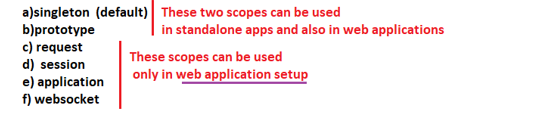 a)singleton (default)
b)prototype
c) request
d) session
e) application
f) websocket
These two scopes can be used
in standalone apps and also in web applications
These scopes can be used
only in web application setup